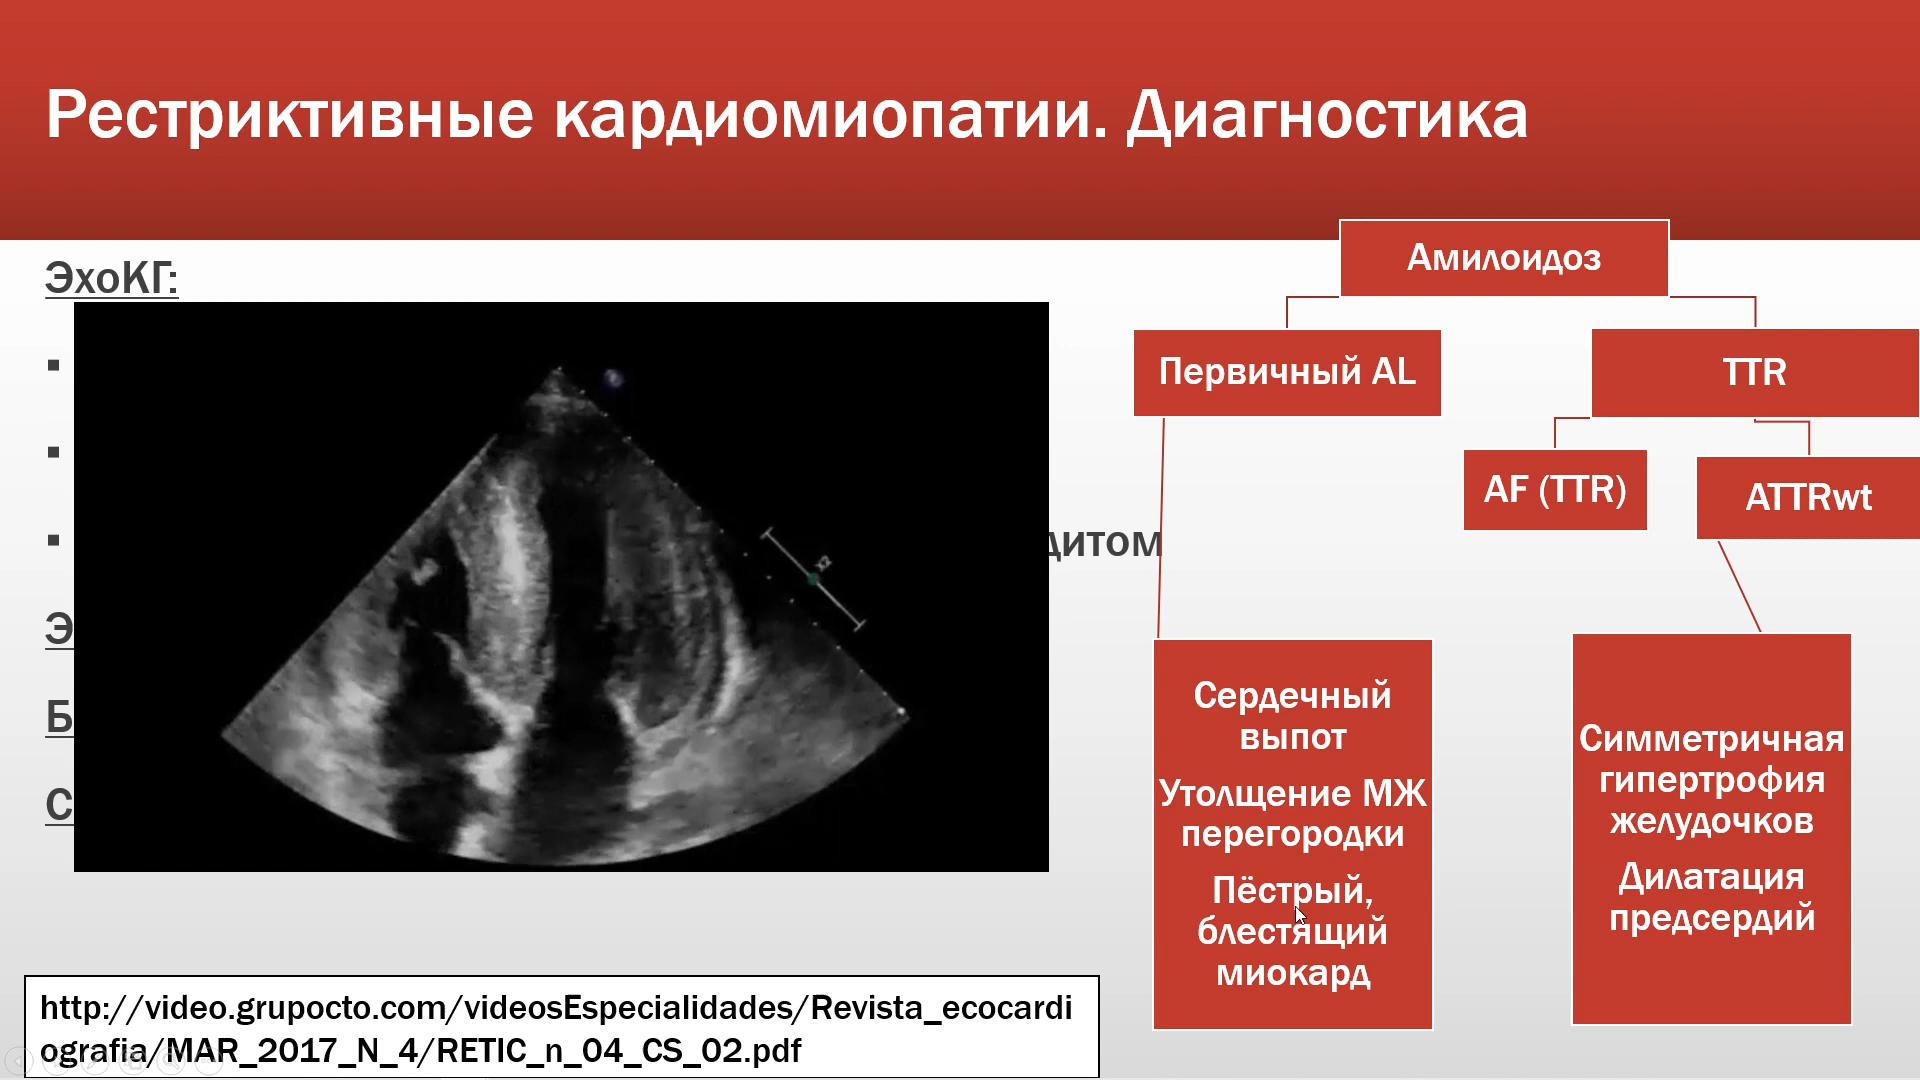 Рестриктивные кардиомиопатии. Диагностика
ЭхоКГ:
Амилоидоз
Первичный AL
TTR
AF (TTR)
ATTRwt
Сердечный
выпот
Утолщение МЖ
перегородки
Пёстрый,
блестящий
миокард
Симметричная
гипертрофия
желудочков
Дилатация
предсердий
x2
http://video.grupocto.com/videosEspecialidades/Revista_ecocardi
ografia/MAR_2017_N_4/RETIC_n_04_CS_02.pdf